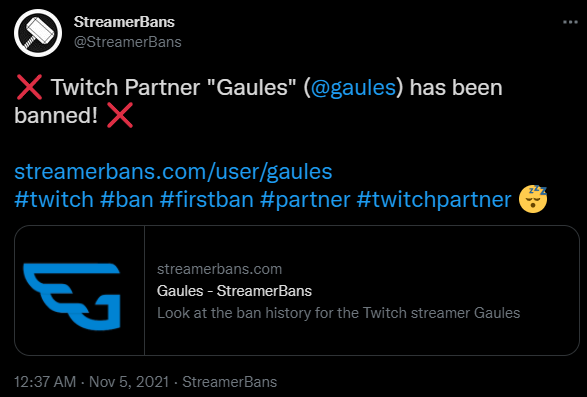 StreamerBans
@StreamerBans
❌ Twitch Partner "Gaules" (@gaules) has been
banned! ❌
streamerbans.com/user/gaules
#twitch #ban #firstban #partner #twitchpartner 😴
streamerbans.com
Gaules - StreamerBans
Look at the ban history for the Twitch streamer Gaules
12:37 AM · Nov 5, 2021 · StreamerBans